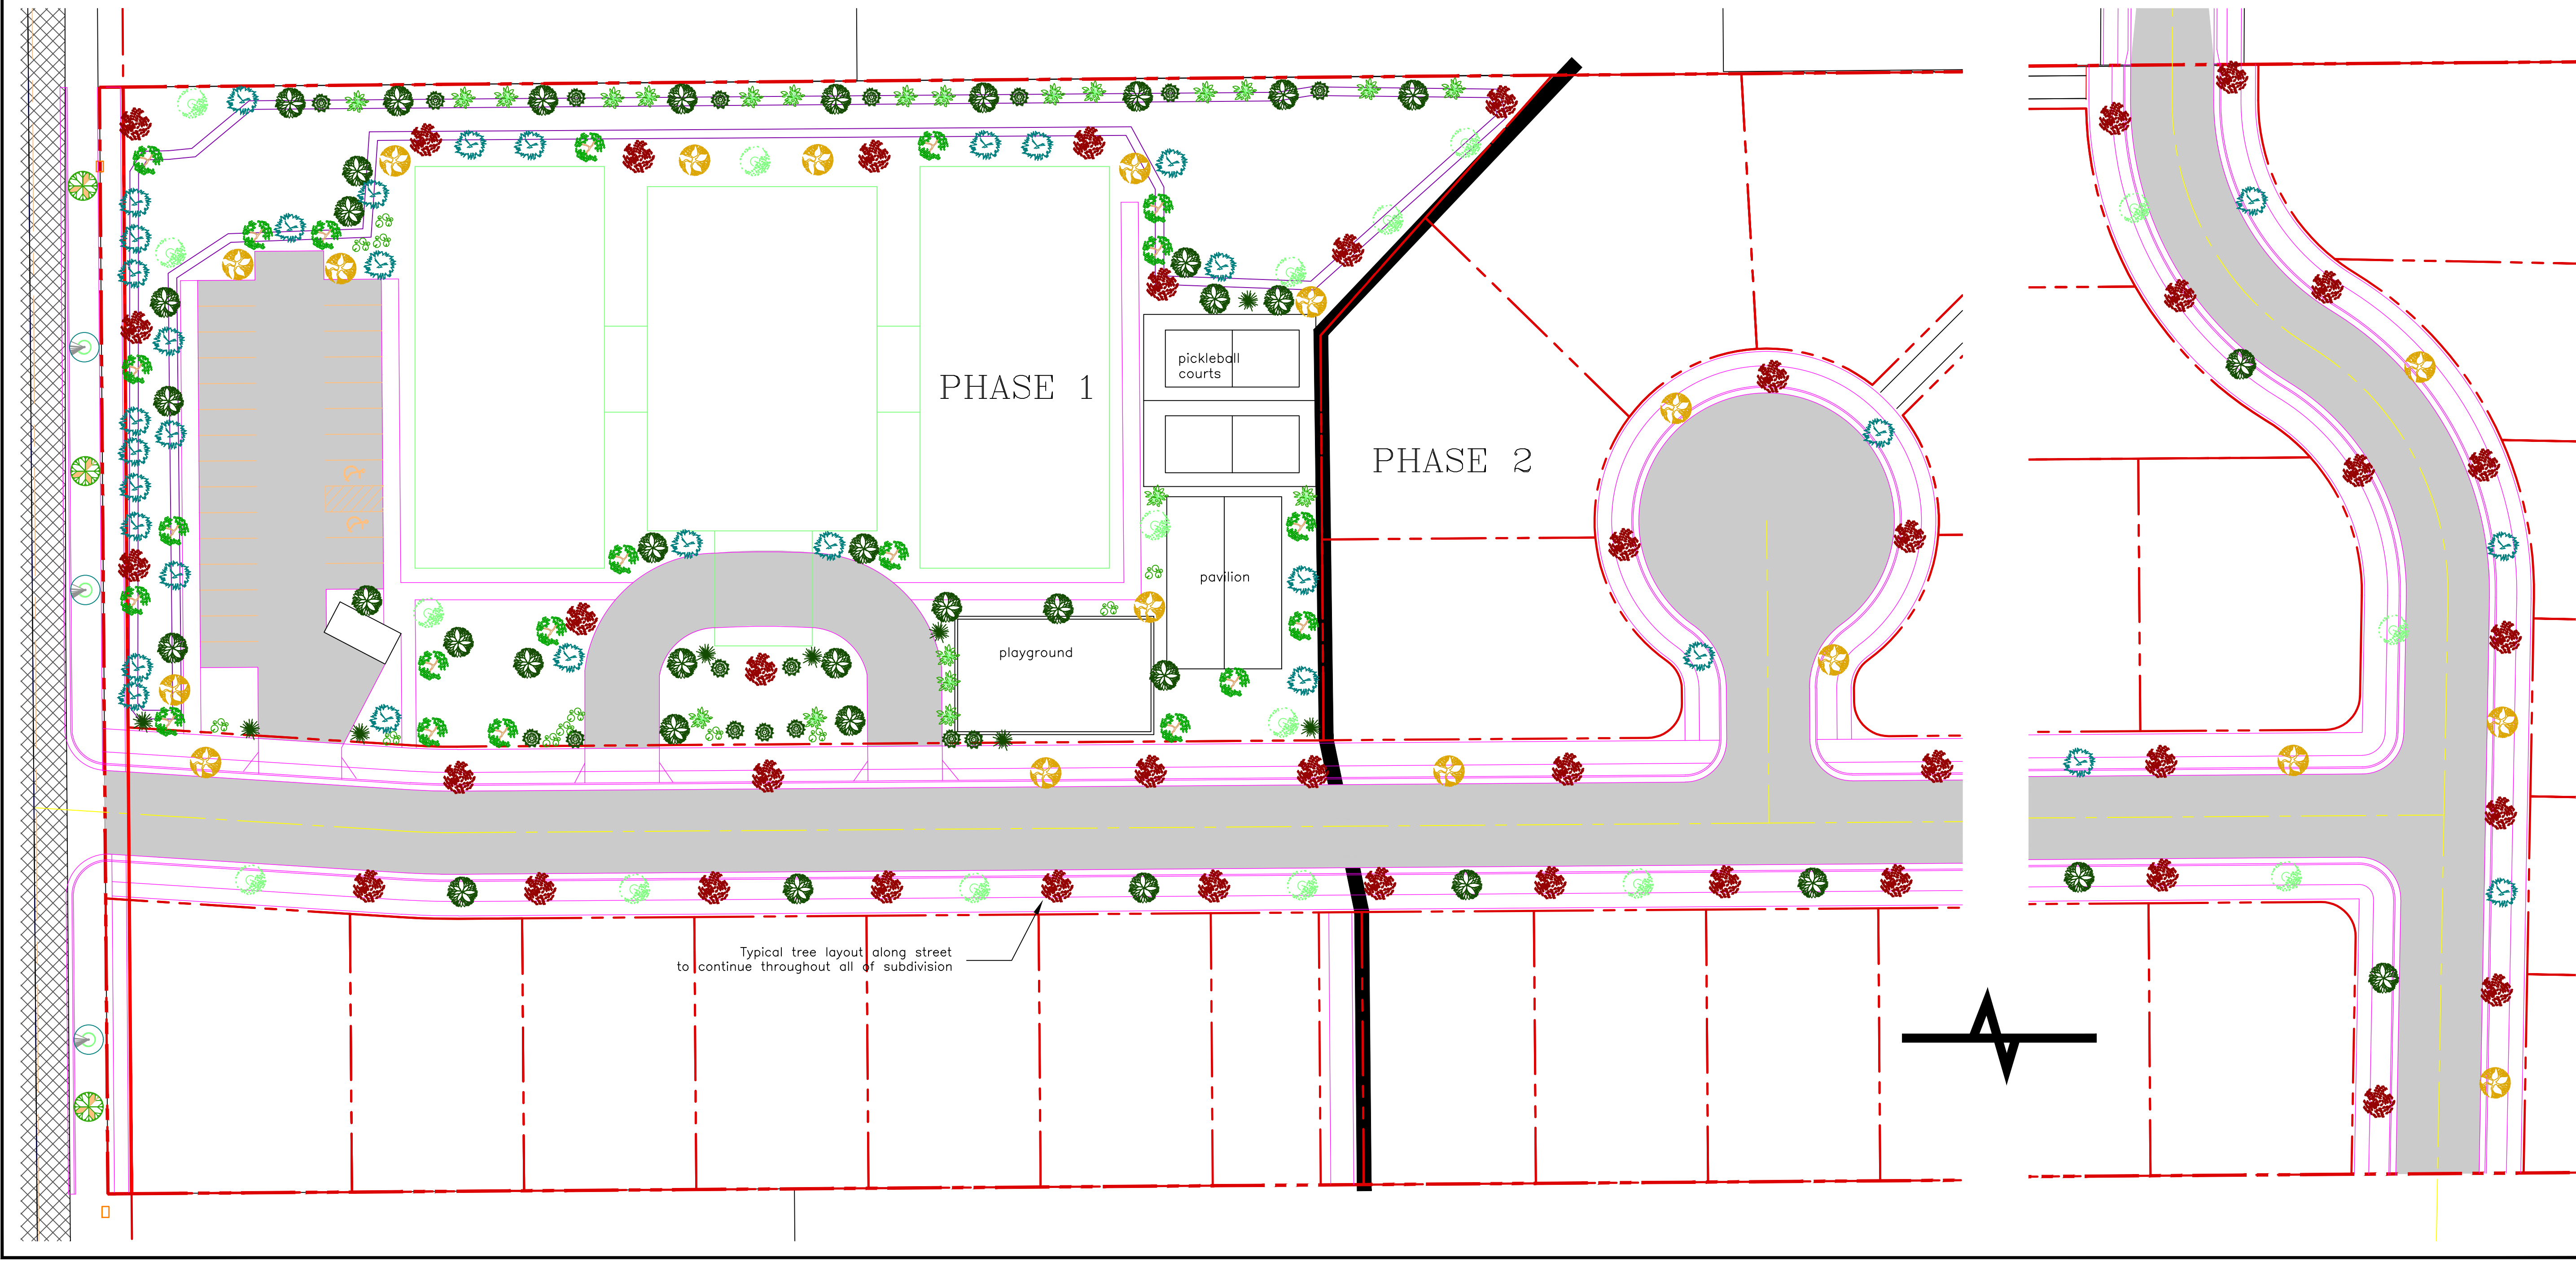 PHASE 1
pickleball
courts
PHASE 2
pavilion
playground
Typical tree layout along street
to continue throughout all of subdivision